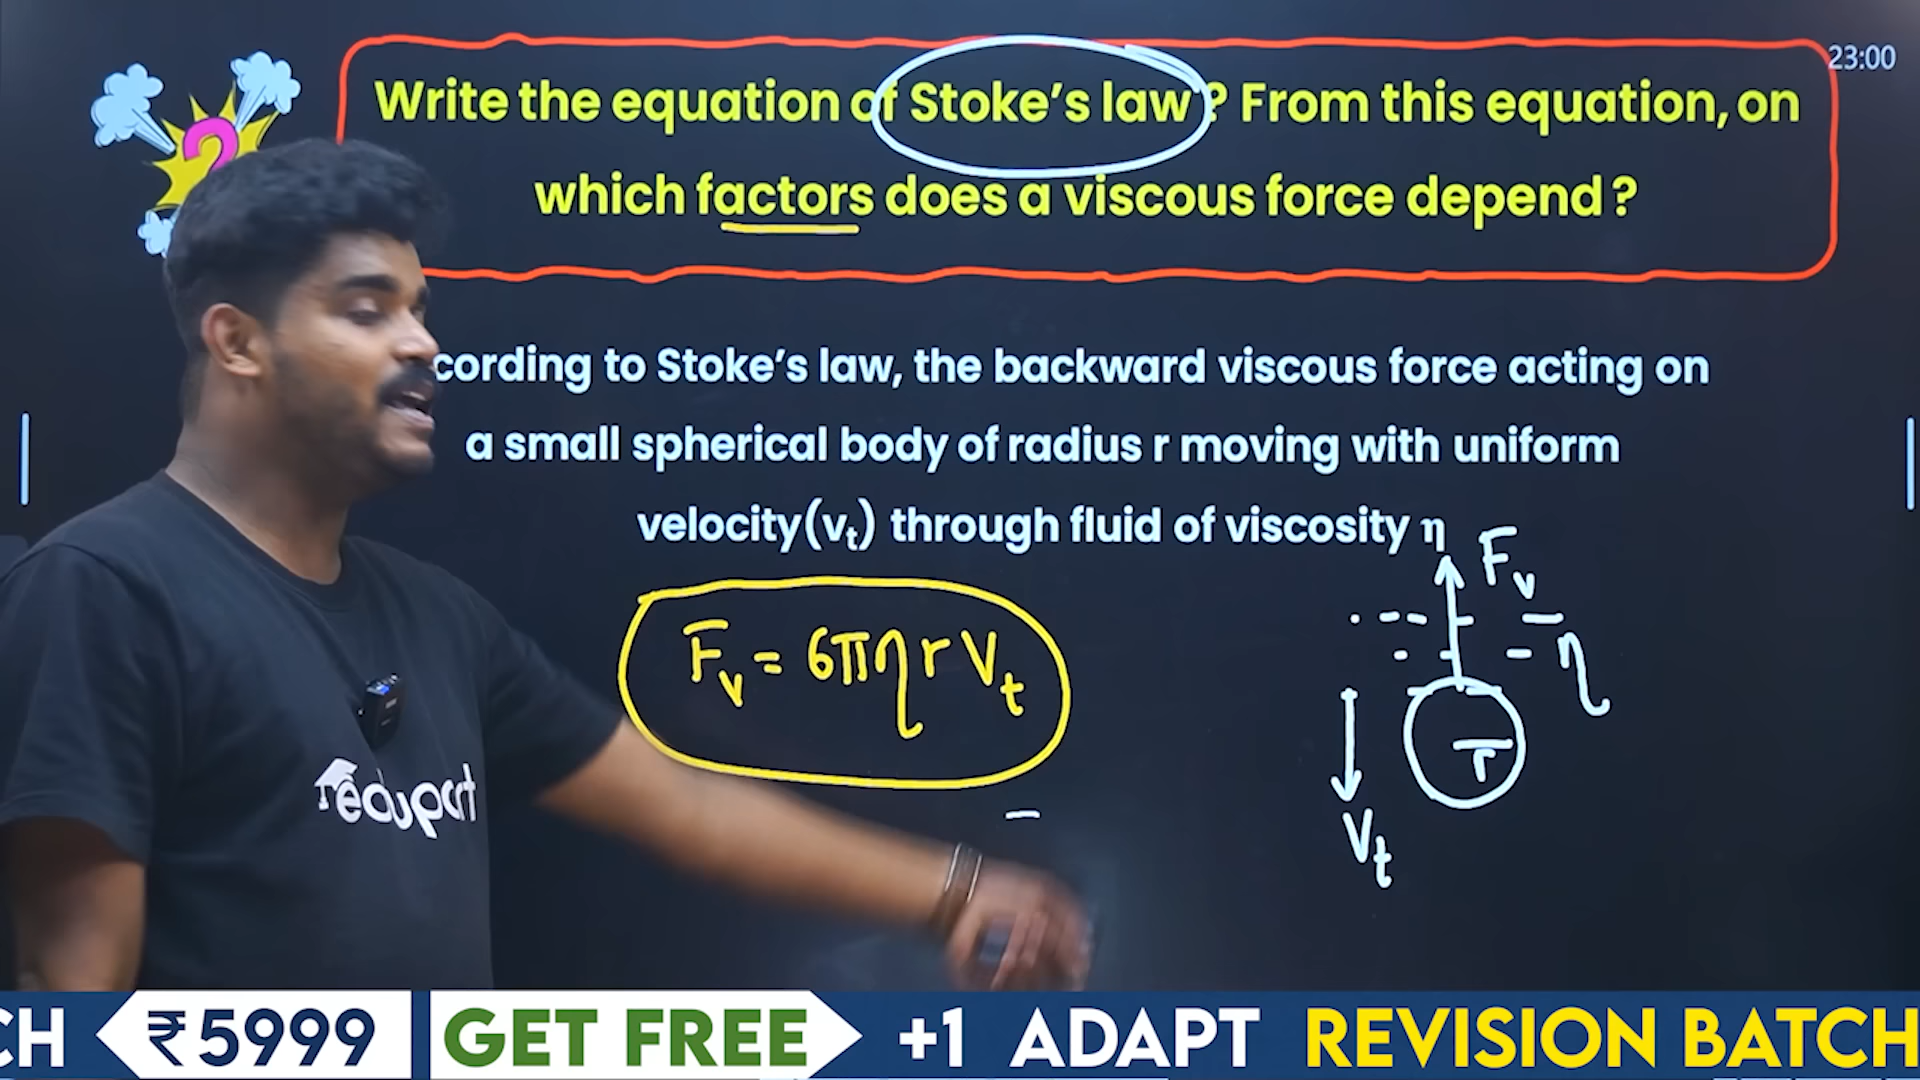 23:00
Write the equation of Stoke's law ? From this equation, on
which factors does a viscous force depend ?
cording to Stoke's law, the backward viscous force acting on
a small spherical body of radius r moving with uniform
velocity(vt) through fluid of viscosity η
Fv
Fv = 6πηrVt
η
r
Vt
eduport
CH ₹5999 GET FREE +1 ADAPT REVISION BATCH